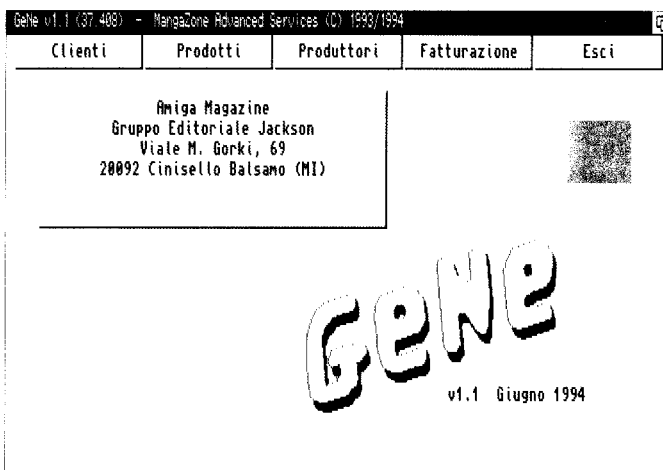 GeNe v1.1 (37.408) - MangaZone Advanced Services (C) 1993/1994
Clienti Prodotti Produttori Fatturazione Esci
Amiga Magazine
Gruppo Editoriale Jackson
Viale M. Gorki, 69
20092 Cinisello Balsamo (MI)
GeNe
v1.1 Giugno 1994